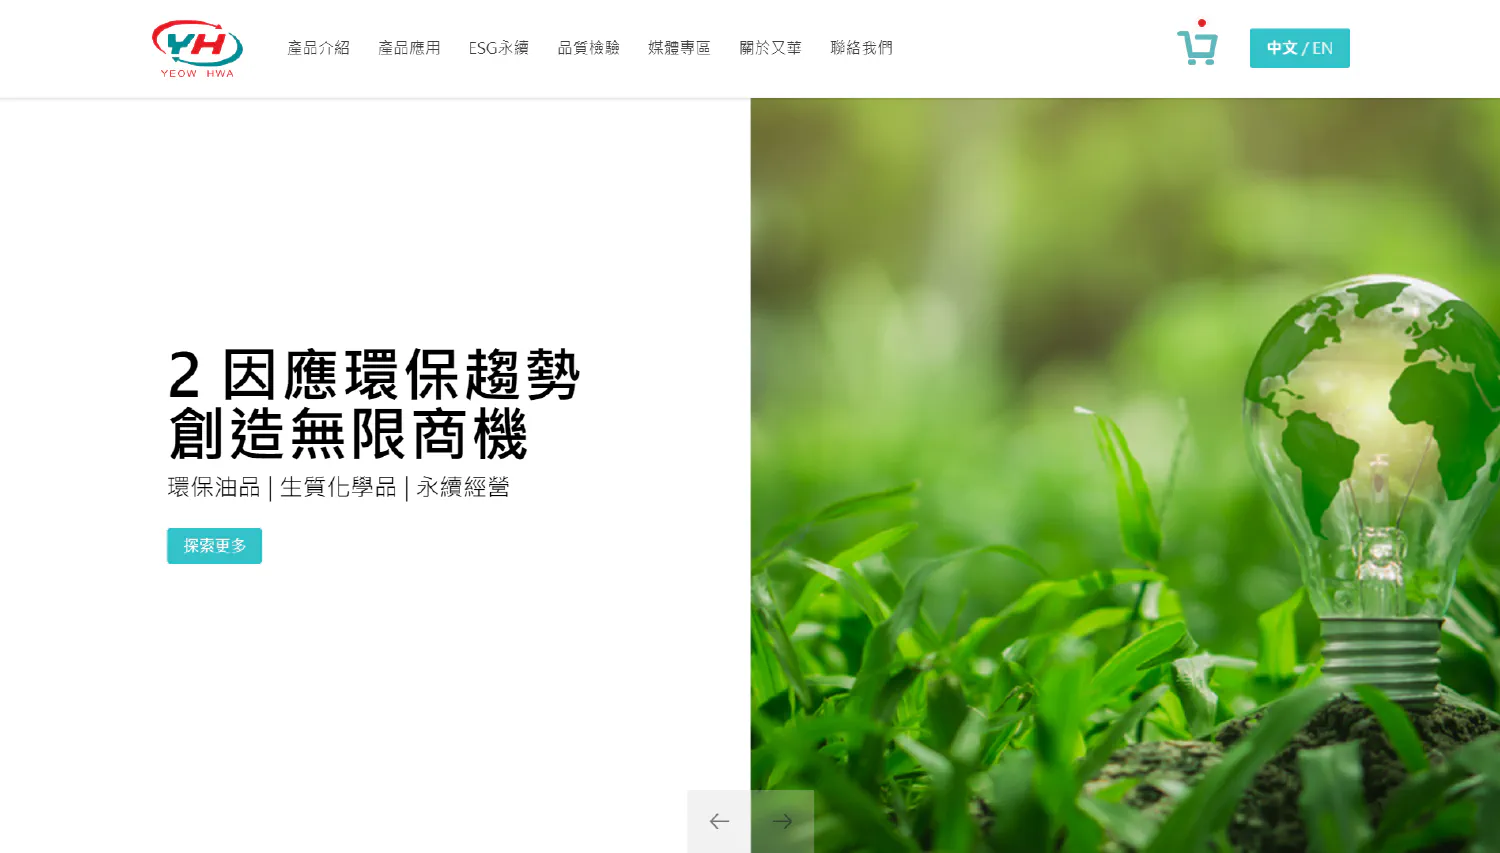 YH
YEOW HWA
產品介紹
產品應用
ESG永續
品質檢驗
媒體專區
關於又華
聯絡我們
中文 / EN
2 因應環保趨勢
創造無限商機
環保油品 | 生質化學品 | 永續經營
探索更多